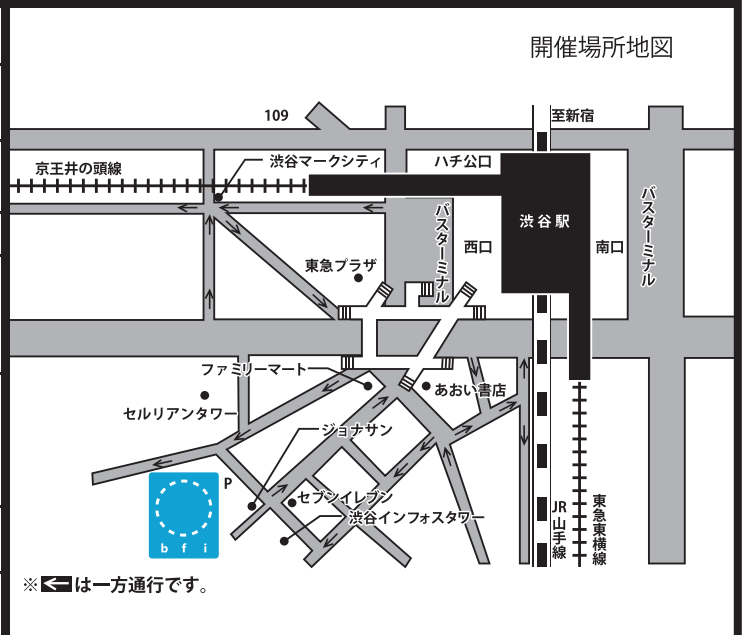 開催場所地図
109
至新宿
京王井の頭線
渋谷マークシティ
ハチ公口
バスターミナル
渋谷駅
西口
南口
バスターミナル
東急プラザ
ファミリーマート
あおい書店
セルリアンタワー
ジョナサン
P
セブンイレブン
渋谷インフォスタワー
JR山手線
東急東横線
bfi
※←は一方通行です。